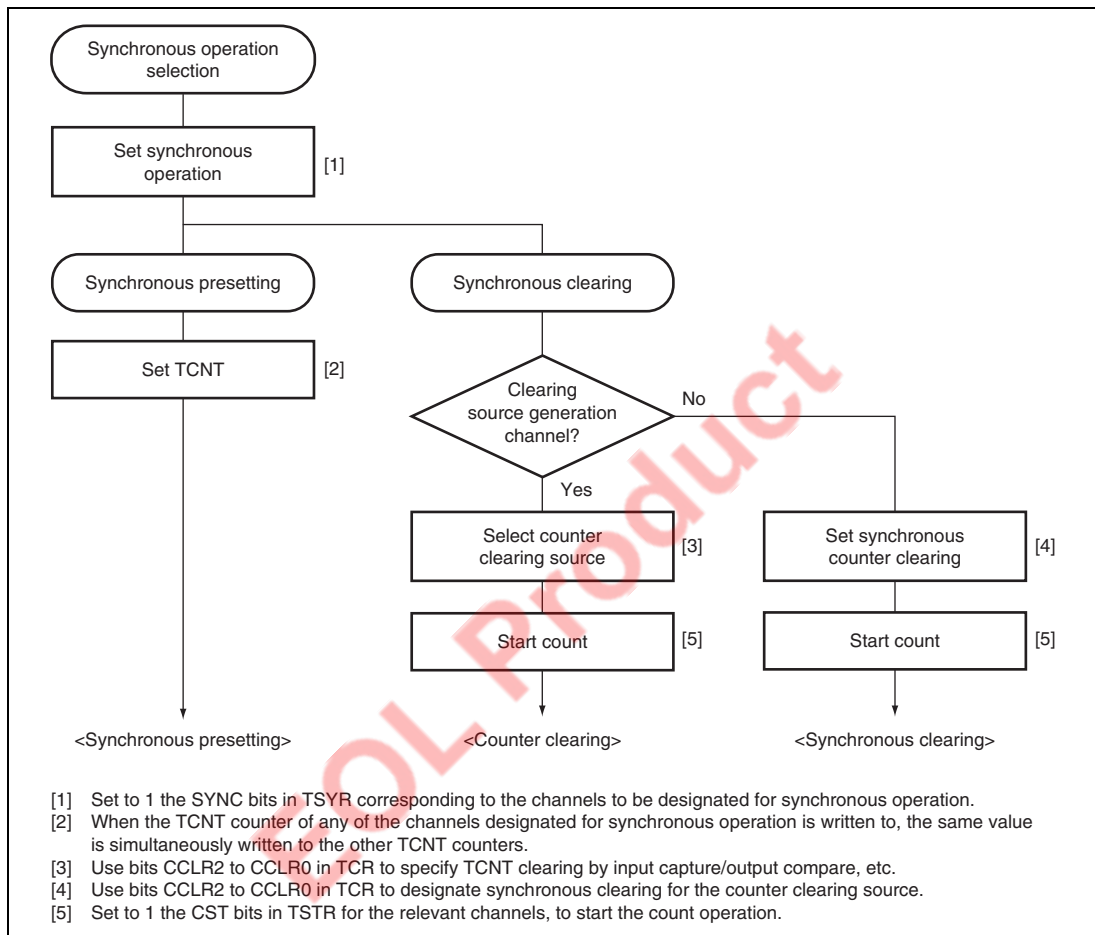 Synchronous operation
selection
Set synchronous
operation
[1]
Synchronous presetting
Synchronous clearing
Set TCNT
[2]
Clearing
source generation
channel?
No
Yes
Select counter
clearing source
[3]
Set synchronous
counter clearing
[4]
Start count
[5]
Start count
[5]
<Synchronous presetting>
<Counter clearing>
<Synchronous clearing>
[1] Set to 1 the SYNC bits in TSYR corresponding to the channels to be designated for synchronous operation.
[2] When the TCNT counter of any of the channels designated for synchronous operation is written to, the same value
is simultaneously written to the other TCNT counters.
[3] Use bits CCLR2 to CCLR0 in TCR to specify TCNT clearing by input capture/output compare, etc.
[4] Use bits CCLR2 to CCLR0 in TCR to designate synchronous clearing for the counter clearing source.
[5] Set to 1 the CST bits in TSTR for the relevant channels, to start the count operation.
EOL Product